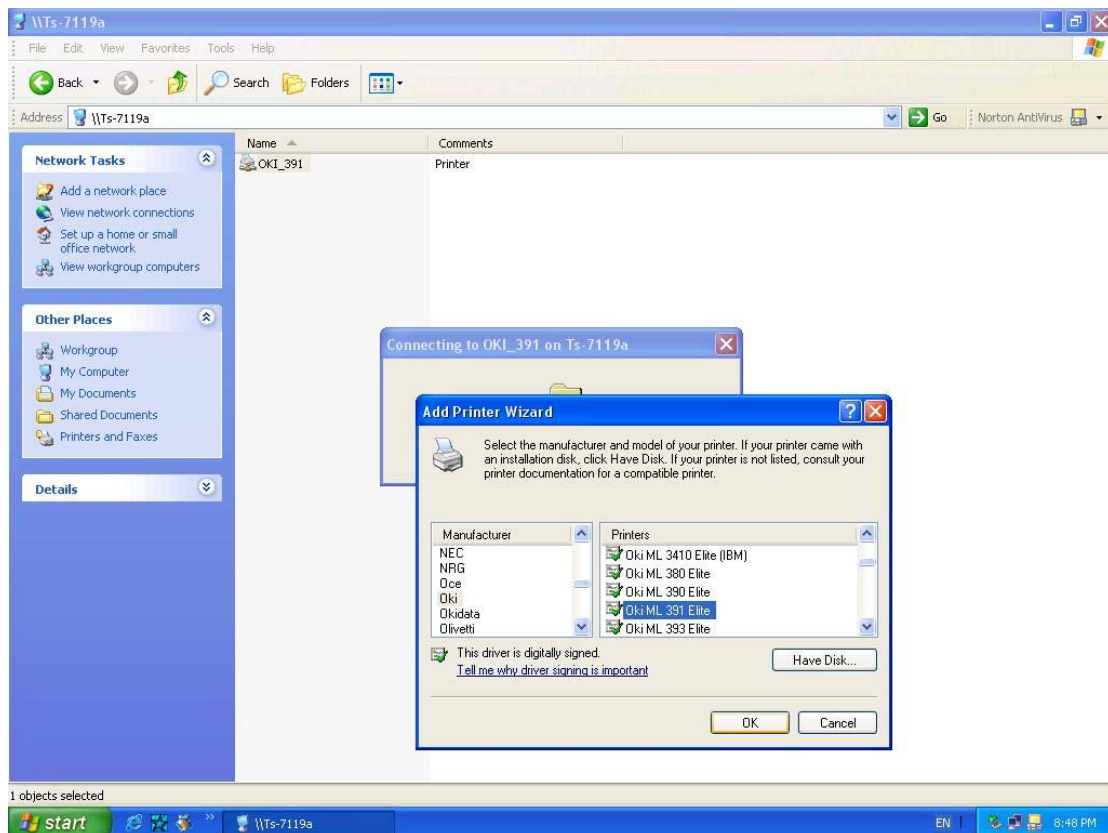 \\Ts-7119a
File Edit View Favorites Tools Help
Back Search Folders
Address \\Ts-7119a Go Norton AntiVirus
Name Comments
OKI_391 Printer
Network Tasks
Add a network place
View network connections
Set up a home or small
office network
View workgroup computers
Other Places
Workgroup
My Computer
My Documents
Shared Documents
Printers and Faxes
Details
Connecting to OKI_391 on Ts-7119a
Add Printer Wizard
Select the manufacturer and model of your printer. If your printer came with
an installation disk, click Have Disk. If your printer is not listed, consult your
printer documentation for a compatible printer.
Manufacturer
NEC
NRG
Oce
Oki
Okidata
Olivetti
Printers
Oki ML 3410 Elite (IBM)
Oki ML 380 Elite
Oki ML 390 Elite
Oki ML 391 Elite
Oki ML 393 Elite
This driver is digitally signed.
Tell me why driver signing is important
Have Disk...
OK Cancel
1 objects selected
start \\Ts-7119a EN 8:48 PM